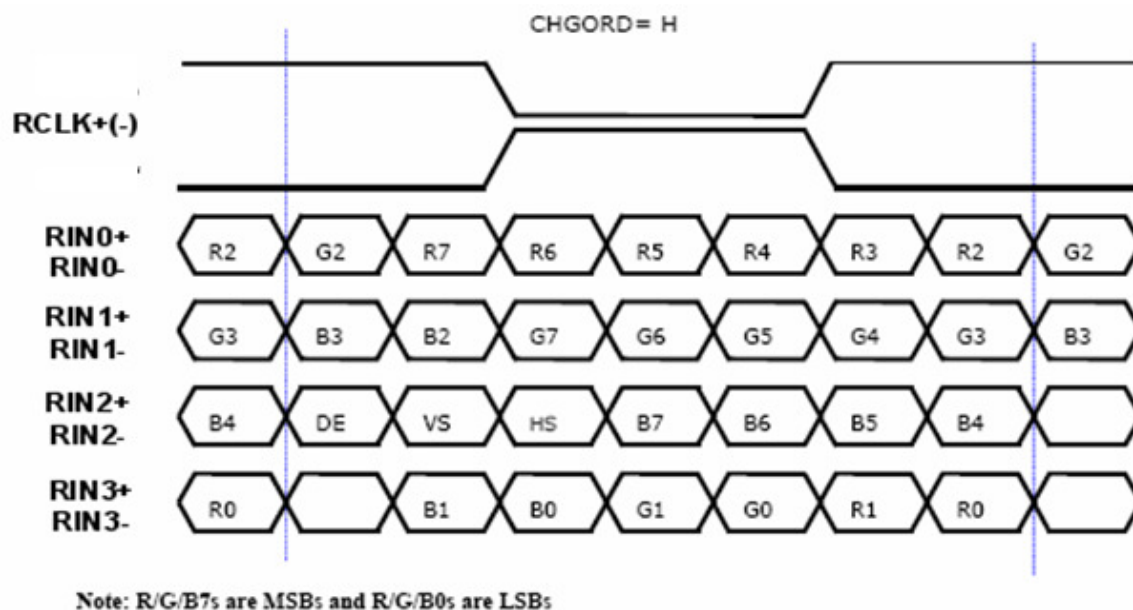 CHGORD= H
RCLK+(-)
RIN0+
RIN0-
R2 G2 R7 R6 R5 R4 R3 R2 G2
RIN1+
RIN1-
G3 B3 B2 G7 G6 G5 G4 G3 B3
RIN2+
RIN2-
B4 DE VS HS B7 B6 B5 B4
RIN3+
RIN3-
R0 B1 B0 G1 G0 R1 R0
Note: R/G/B7s are MSBs and R/G/B0s are LSBs